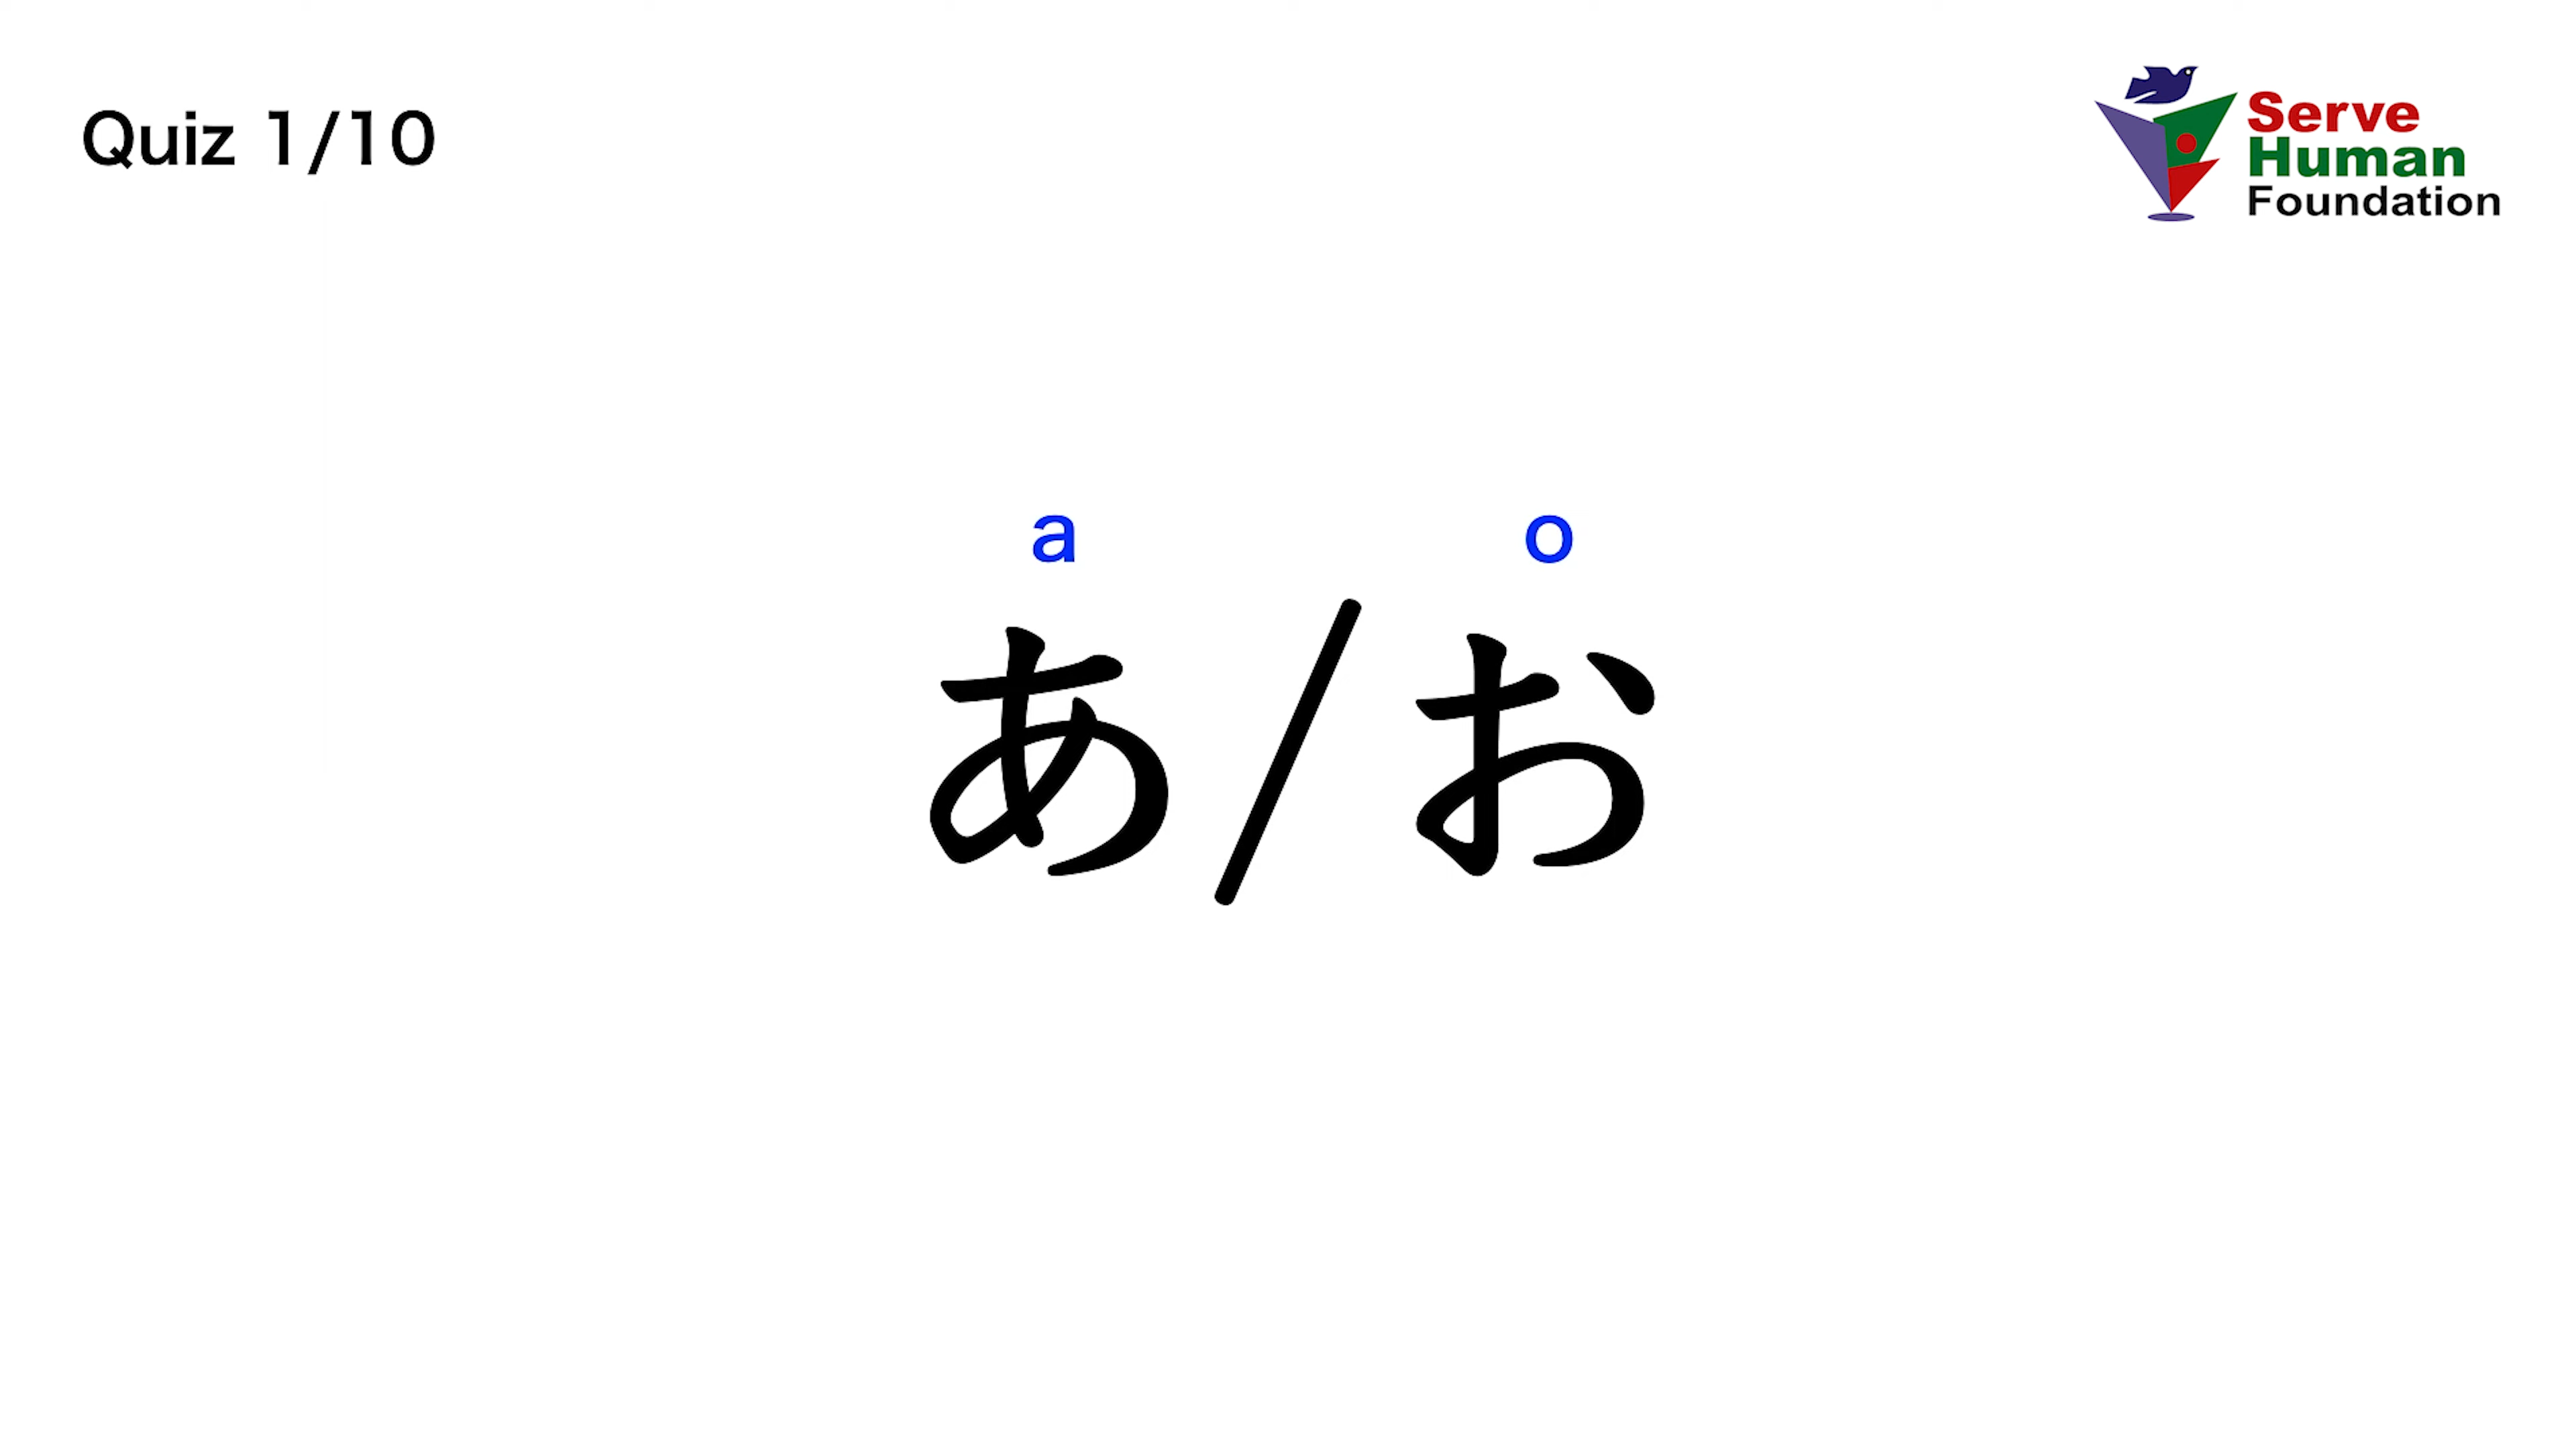 Quiz 1/10
Serve
Human
Foundation
a o
あ/お